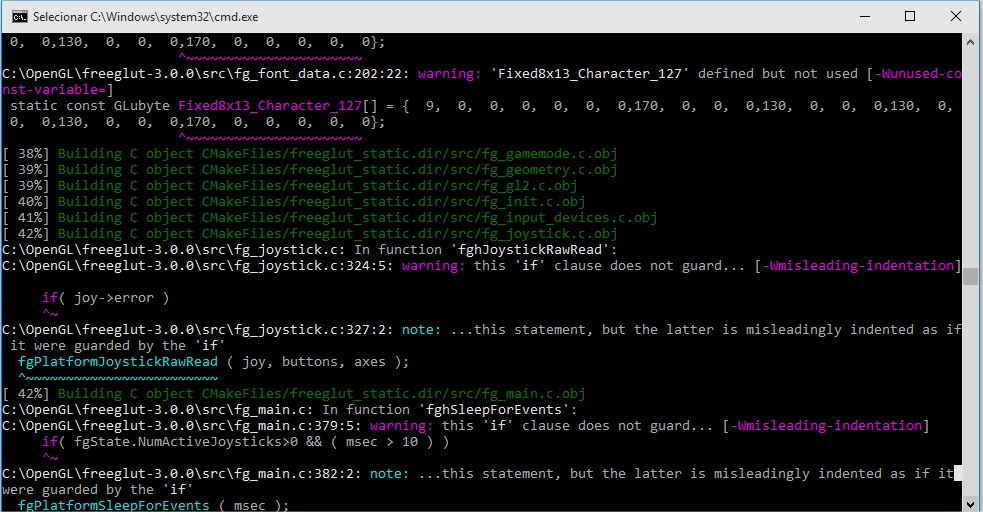 Selecionar C:\Windows\system32\cmd.exe
0,  0,130,  0,  0,  0,170,  0,  0,  0,  0,  0};
^~~~~~~~~~~~~~~~~~~~~~~~
C:\OpenGL\freeglut-3.0.0\src\fg_font_data.c:202:22: warning: 'Fixed8x13_Character_127' defined but not used [-Wunused-co
nst-variable=]
static const GLubyte Fixed8x13_Character_127[] = {  9,  0,  0,  0,  0,  0,170,  0,  0,  0,130,  0,  0,  0,130,  0,
0,  0,130,  0,  0,  0,170,  0,  0,  0,  0,  0};
^~~~~~~~~~~~~~~~~~~~~~~~
[ 38%] Building C object CMakeFiles/freeglut_static.dir/src/fg_gamemode.c.obj
[ 39%] Building C object CMakeFiles/freeglut_static.dir/src/fg_geometry.c.obj
[ 39%] Building C object CMakeFiles/freeglut_static.dir/src/fg_gl2.c.obj
[ 40%] Building C object CMakeFiles/freeglut_static.dir/src/fg_init.c.obj
[ 41%] Building C object CMakeFiles/freeglut_static.dir/src/fg_input_devices.c.obj
[ 42%] Building C object CMakeFiles/freeglut_static.dir/src/fg_joystick.c.obj
C:\OpenGL\freeglut-3.0.0\src\fg_joystick.c: In function 'fghJoystickRawRead':
C:\OpenGL\freeglut-3.0.0\src\fg_joystick.c:324:5: warning: this 'if' clause does not guard... [-Wmisleading-indentation]
if( joy->error )
^~
C:\OpenGL\freeglut-3.0.0\src\fg_joystick.c:327:2: note: ...this statement, but the latter is misleadingly indented as if
it were guarded by the 'if'
fgPlatformJoystickRawRead ( joy, buttons, axes );
^~~~~~~~~~~~~~~~~~~~~~~~~
[ 42%] Building C object CMakeFiles/freeglut_static.dir/src/fg_main.c.obj
C:\OpenGL\freeglut-3.0.0\src\fg_main.c: In function 'fghSleepForEvents':
C:\OpenGL\freeglut-3.0.0\src\fg_main.c:379:5: warning: this 'if' clause does not guard... [-Wmisleading-indentation]
if( fgState.NumActiveJoysticks>0 && ( msec > 10 ) )
^~
C:\OpenGL\freeglut-3.0.0\src\fg_main.c:382:2: note: ...this statement, but the latter is misleadingly indented as if it
were guarded by the 'if'
fgPlatformSleepForEvents ( msec );